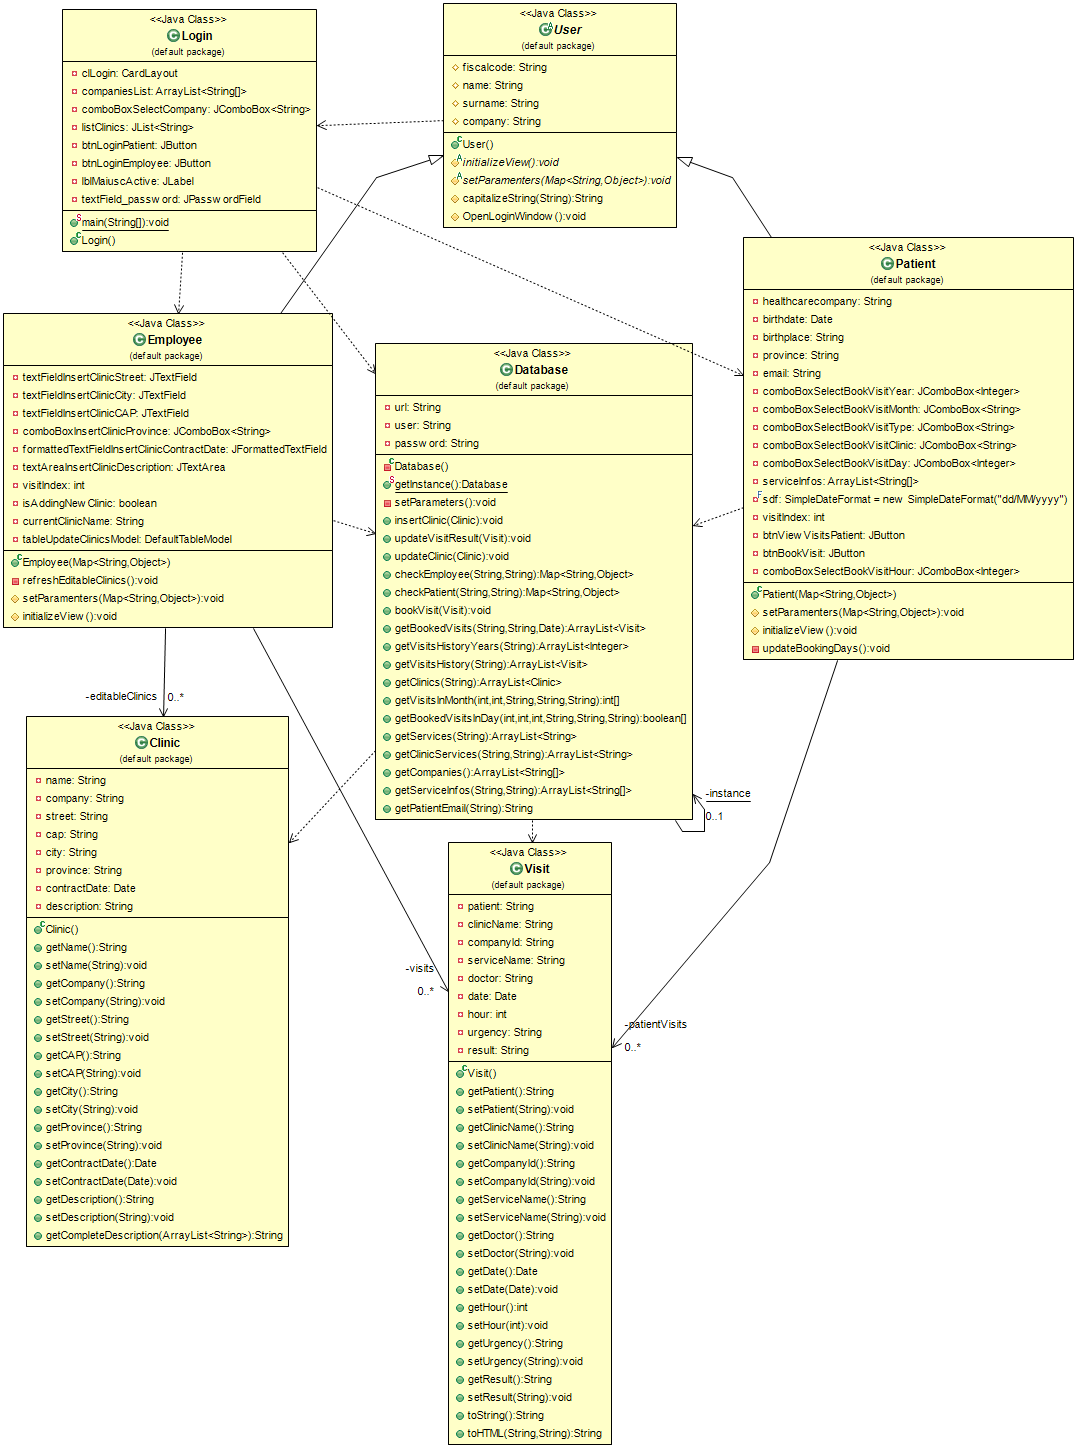 <<Java Class>>
Login
(default package)
clLogin: CardLayout
companiesList: ArrayList<String[]>
comboBoxSelectCompany: JComboBox<String>
listClinics: JList<String>
btnLoginPatient: JButton
btnLoginEmployee: JButton
lblMaiuscActive: JLabel
textField_password: JPasswordField
main(String[]):void
Login()
<<Java Class>>
User
(default package)
fiscalcode: String
name: String
surname: String
company: String
User()
initializeView():void
setParamenters(Map<String,Object>):void
capitalizeString(String):String
OpenLoginWindow():void
<<Java Class>>
Patient
(default package)
healthcarecompany: String
birthdate: Date
birthplace: String
province: String
email: String
comboBoxSelectBookVisitYear: JComboBox<Integer>
comboBoxSelectBookVisitMonth: JComboBox<String>
comboBoxSelectBookVisitType: JComboBox<String>
comboBoxSelectBookVisitClinic: JComboBox<String>
comboBoxSelectBookVisitDay: JComboBox<Integer>
serviceInfos: ArrayList<String[]>
sdf: SimpleDateFormat = new SimpleDateFormat("dd/MM/yyyy")
visitIndex: int
btnViewVisitsPatient: JButton
btnBookVisit: JButton
comboBoxSelectBookVisitHour: JComboBox<Integer>
Patient(Map<String,Object>)
setParamenters(Map<String,Object>):void
initializeView():void
updateBookingDays():void
<<Java Class>>
Employee
(default package)
textFieldInsertClinicStreet: JTextField
textFieldInsertClinicCity: JTextField
textFieldInsertClinicCAP: JTextField
comboBoxInsertClinicProvince: JComboBox<String>
formattedTextFieldInsertClinicContractDate: JFormattedTextField
textAreaInsertClinicDescription: JTextArea
visitIndex: int
isAddingNewClinic: boolean
currentClinicName: String
tableUpdateClinicsModel: DefaultTableModel
Employee(Map<String,Object>)
refreshEditableClinics():void
setParamenters(Map<String,Object>):void
initializeView():void
<<Java Class>>
Database
(default package)
url: String
user: String
password: String
Database()
getInstance():Database
setParameters():void
insertClinic(Clinic):void
updateVisitResult(Visit):void
updateClinic(Clinic):void
checkEmployee(String,String):Map<String,Object>
checkPatient(String,String):Map<String,Object>
bookVisit(Visit):void
getBookedVisits(String,String,Date):ArrayList<Visit>
getVisitsHistoryYears(String):ArrayList<Integer>
getVisitsHistory(String):ArrayList<Visit>
getClinics(String):ArrayList<Clinic>
getVisitsInMonth(int,int,String,String,String):int[]
getBookedVisitsInDay(int,int,int,String,String,String):boolean[]
getServices(String):ArrayList<String>
getClinicServices(String,String):ArrayList<String>
getCompanies():ArrayList<String[]>
getServiceInfos(String,String):ArrayList<String[]>
getPatientEmail(String):String
-instance
0..1
-editableClinics
0..*
<<Java Class>>
Clinic
(default package)
name: String
company: String
street: String
cap: String
city: String
province: String
contractDate: Date
description: String
Clinic()
getName():String
setName(String):void
getCompany():String
setCompany(String):void
getStreet():String
setStreet(String):void
getCAP():String
setCAP(String):void
getCity():String
setCity(String):void
getProvince():String
setProvince(String):void
getContractDate():Date
setContractDate(Date):void
getDescription():String
setDescription(String):void
getCompleteDescription(ArrayList<String>):String
-visits
0..*
-patientVisits
0..*
<<Java Class>>
Visit
(default package)
patient: String
clinicName: String
companyId: String
serviceName: String
doctor: String
date: Date
hour: int
urgency: String
result: String
Visit()
getPatient():String
setPatient(String):void
getClinicName():String
setClinicName(String):void
getCompanyId():String
setCompanyId(String):void
getServiceName():String
setServiceName(String):void
getDoctor():String
setDoctor(String):void
getDate():Date
setDate(Date):void
getHour():int
setHour(int):void
getUrgency():String
setUrgency(String):void
getResult():String
setResult(String):void
toString():String
toHTML(String,String):String